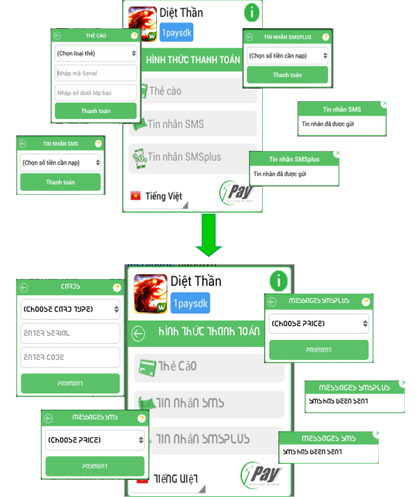 Diệt Thần
1paysdk
THẺ CÀO
(Chọn loại thẻ)
Nhập mã Serial
Nhập số dưới lớp bạc
Thanh toán
HÌNH THỨC THANH TOÁN
Thẻ cào
Tin nhắn SMS
Tin nhắn SMSplus
Tiếng Việt
1Pay
TIN NHẮN SMSPLUS
(Chọn số tiền cần nạp)
Thanh toán
Tin nhắn SMS
Tin nhắn đã được gửi
TIN NHẮN SMS
(Chọn số tiền cần nạp)
Thanh toán
Tin nhắn SMSplus
Tin nhắn đã được gửi
Diệt Thần
1paysdk
CARDS
(CHOOSE CARD TYPE)
ENTER SERIAL
ENTER CODE
PAYMENT
HÌNH THỨC THANH TOÁN
Thẻ Cào
Tin nhắn SMS
Tin nhắn SMSPLUS
Tiếng Việt
1Pay
MESSAGES SMSPLUS
(CHOOSE PRICE)
PAYMENT
MESSAGES SMSPLUS
SMS HAS BEEN SENT
MESSAGES SMS
(CHOOSE PRICE)
PAYMENT
MESSAGES SMS
SMS HAS BEEN SENT